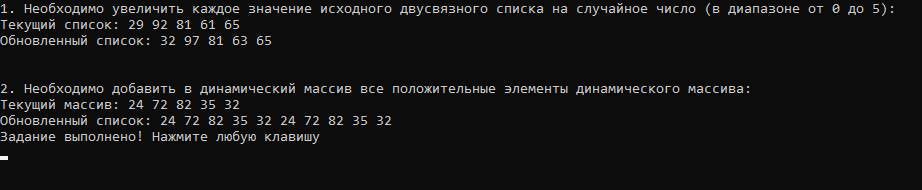 1. Необходимо увеличить каждое значение исходного двусвязного списка на случайное число (в диапазоне от 0 до 5):
Текущий список: 29 92 81 61 65
Обновленный список: 32 97 81 63 65
2. Необходимо добавить в динамический массив все положительные элементы динамического массива:
Текущий массив: 24 72 82 35 32
Обновленный список: 24 72 82 35 32 24 72 82 35 32
Задание выполнено! Нажмите любую клавишу